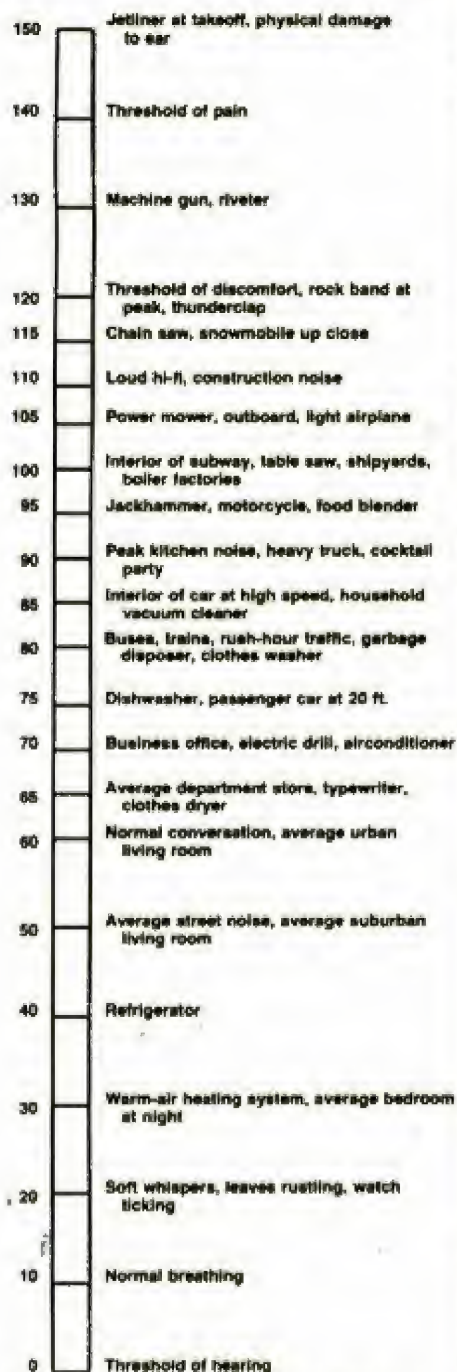 150 Jetliner at takeoff, physical damage
to ear
140 Threshold of pain
130 Machine gun, riveter
120 Threshold of discomfort, rock band at
peak, thunderclap
115 Chain saw, snowmobile up close
110 Loud hi-fi, construction noise
105 Power mower, outboard, light airplane
100 Interior of subway, table saw, shipyards,
boiler factories
95 Jackhammer, motorcycle, food blender
90 Peak kitchen noise, heavy truck, cocktail
party
85 Interior of car at high speed, household
vacuum cleaner
80 Buses, trains, rush-hour traffic, garbage
disposer, clothes washer
75 Dishwasher, passenger car at 20 ft.
70 Business office, electric drill, airconditioner
65 Average department store, typewriter,
clothes dryer
60 Normal conversation, average urban
living room
50 Average street noise, average suburban
living room
40 Refrigerator
30 Warm-air heating system, average bedroom
at night
20 Soft whispers, leaves rustling, watch
ticking
10 Normal breathing
0 Threshold of hearing